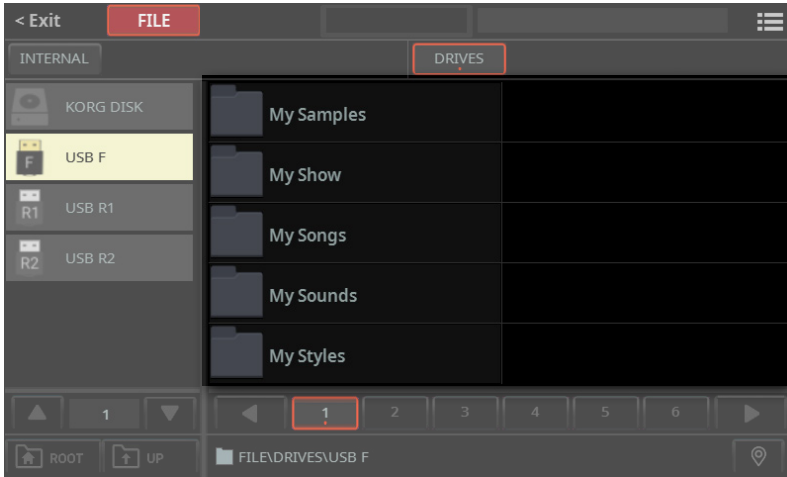 < Exit FILE
INTERNAL DRIVES
KORG DISK
F USB F
R1 USB R1
R2 USB R2
My Samples
My Show
My Songs
My Sounds
My Styles
1
1 2 3 4 5 6
ROOT UP
FILE\DRIVES\USB F